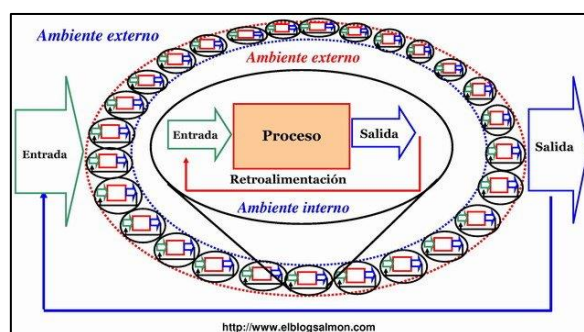 Ambiente externo
Ambiente externo
Entrada
Entrada
Proceso
Salida
Salida
Retroalimentación
Ambiente interno
http://www.elblogsalmon.com